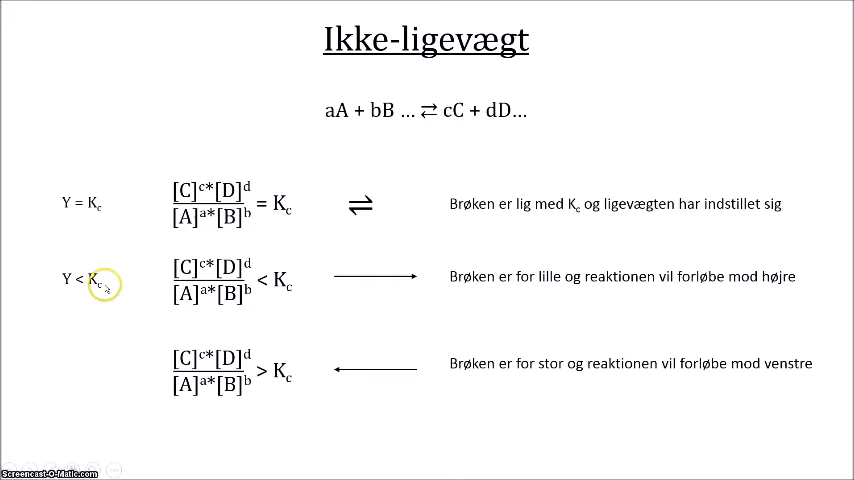 Ikke-ligevægt
aA + bB ... ⇄ cC + dD...
Y = Kc [C]^c*[D]^d / [A]^a*[B]^b = Kc ⇌ Brøken er lig med Kc og ligevægten har indstillet sig
Y < Kc [C]^c*[D]^d / [A]^a*[B]^b < Kc → Brøken er for lille og reaktionen vil forløbe mod højre
[C]^c*[D]^d / [A]^a*[B]^b > Kc ← Brøken er for stor og reaktionen vil forløbe mod venstre
Screencast-O-Matic.com